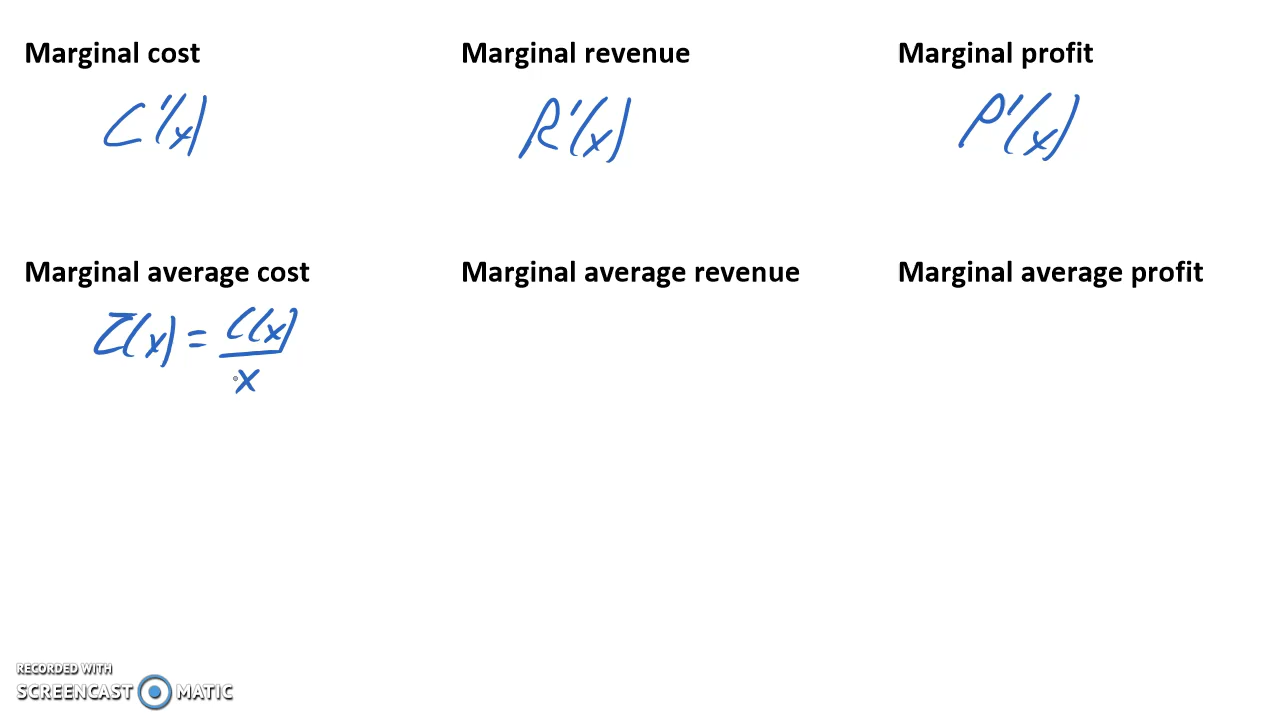 Marginal cost Marginal revenue Marginal profit
C'(x) R'(x) P'(x)
Marginal average cost Marginal average revenue Marginal average profit
C̅(x) = C(x)/x
RECORDED WITH
SCREENCAST MATIC